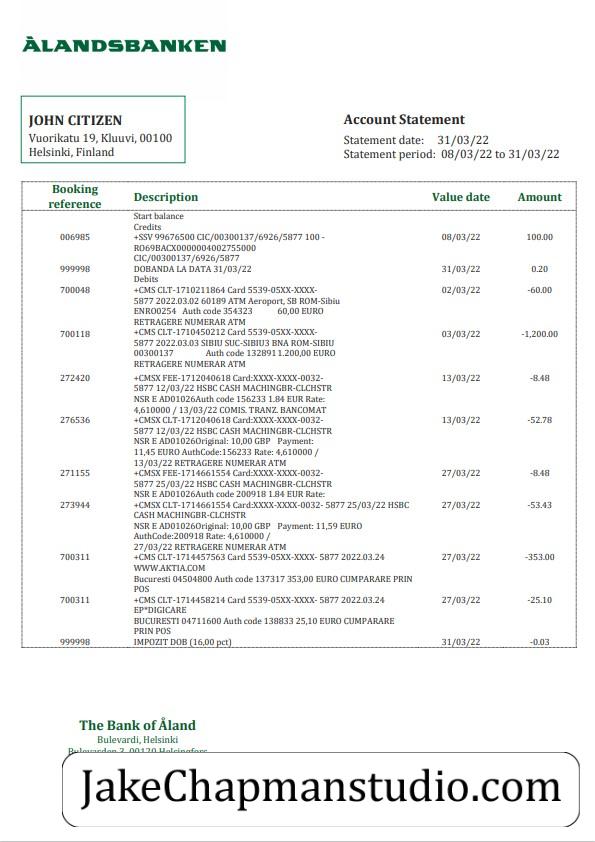 ÅLANDSBANKEN
JOHN CITIZEN
Vuorikatu 19, Kluuvi, 00100
Helsinki, Finland
Account Statement
Statement date: 31/03/22
Statement period: 08/03/22 to 31/03/22
Booking reference Description Value date Amount
Start balance
Credits
006985 +SSV 99676500 CIC/00300137/6926/5877 100 - 08/03/22 100.00
RO69BACX0000004002755000
CIC/00300137/6926/5877
999998 DOBANDA LA DATA 31/03/22 31/03/22 0.20
Debits
700048 +CMS CLT-1710211864 Card 5539-05XX-XXXX- 02/03/22 -60.00
5877 2022.03.02 60189 ATM Aeroport, SB ROM-Sibiu
ENRO0254 Auth code 354323 60,00 EURO
RETRAGERE NUMERAR ATM
700118 +CMS CLT-1710450212 Card 5539-05XX-XXXX- 03/03/22 -1,200.00
5877 2022.03.03 SIBIU SUC-SIBIU3 BNA ROM-SIBIU
00300137 Auth code 132891 1.200,00 EURO
RETRAGERE NUMERAR ATM
272420 +CMSX FEE-1712040618 Card:XXXX-XXXX-0032- 13/03/22 -8.48
5877 12/03/22 HSBC CASH MACHINGBR-CLCHSTR
NSR E AD01026Auth code 156233 1.84 EUR Rate:
4,610000 / 13/03/22 COMIS. TRANZ. BANCOMAT
276536 +CMSX CLT-1712040618 Card:XXXX-XXXX-0032- 13/03/22 -52.78
5877 12/03/22 HSBC CASH MACHINGBR-CLCHSTR
NSR E AD01026Original: 10,00 GBP Payment:
11,45 EURO AuthCode:156233 Rate: 4,610000 /
13/03/22 RETRAGERE NUMERAR ATM
271155 +CMSX FEE-1714661554 Card:XXXX-XXXX-0032- 27/03/22 -8.48
5877 25/03/22 HSBC CASH MACHINGBR-CLCHSTR
NSR E AD01026Auth code 200918 1.84 EUR Rate:
273944 +CMSX CLT-1714661554 Card:XXXX-XXXX-0032- 5877 25/03/22 HSBC 27/03/22 -53.43
CASH MACHINGBR-CLCHSTR
NSR E AD01026Original: 10,00 GBP Payment: 11,59 EURO
AuthCode:200918 Rate: 4,610000 /
27/03/22 RETRAGERE NUMERAR ATM
700311 +CMS CLT-1714457563 Card 5539-05XX-XXXX- 5877 2022.03.24 27/03/22 -353.00
WWW.AKTIA.COM
Bucuresti 04504800 Auth code 137317 353,00 EURO CUMPARARE PRIN
POS
700311 +CMS CLT-1714458214 Card 5539-05XX-XXXX- 5877 2022.03.24 27/03/22 -25.10
EP*DIGICARE
BUCURESTI 04711600 Auth code 138833 25,10 EURO CUMPARARE
PRIN POS
999998 IMPOZIT DOB (16,00 pct) 31/03/22 -0.03
The Bank of Åland
Bulevardi, Helsinki
Bulevarden 3, 00120 Helsingfors
JakeChapmanstudio.com